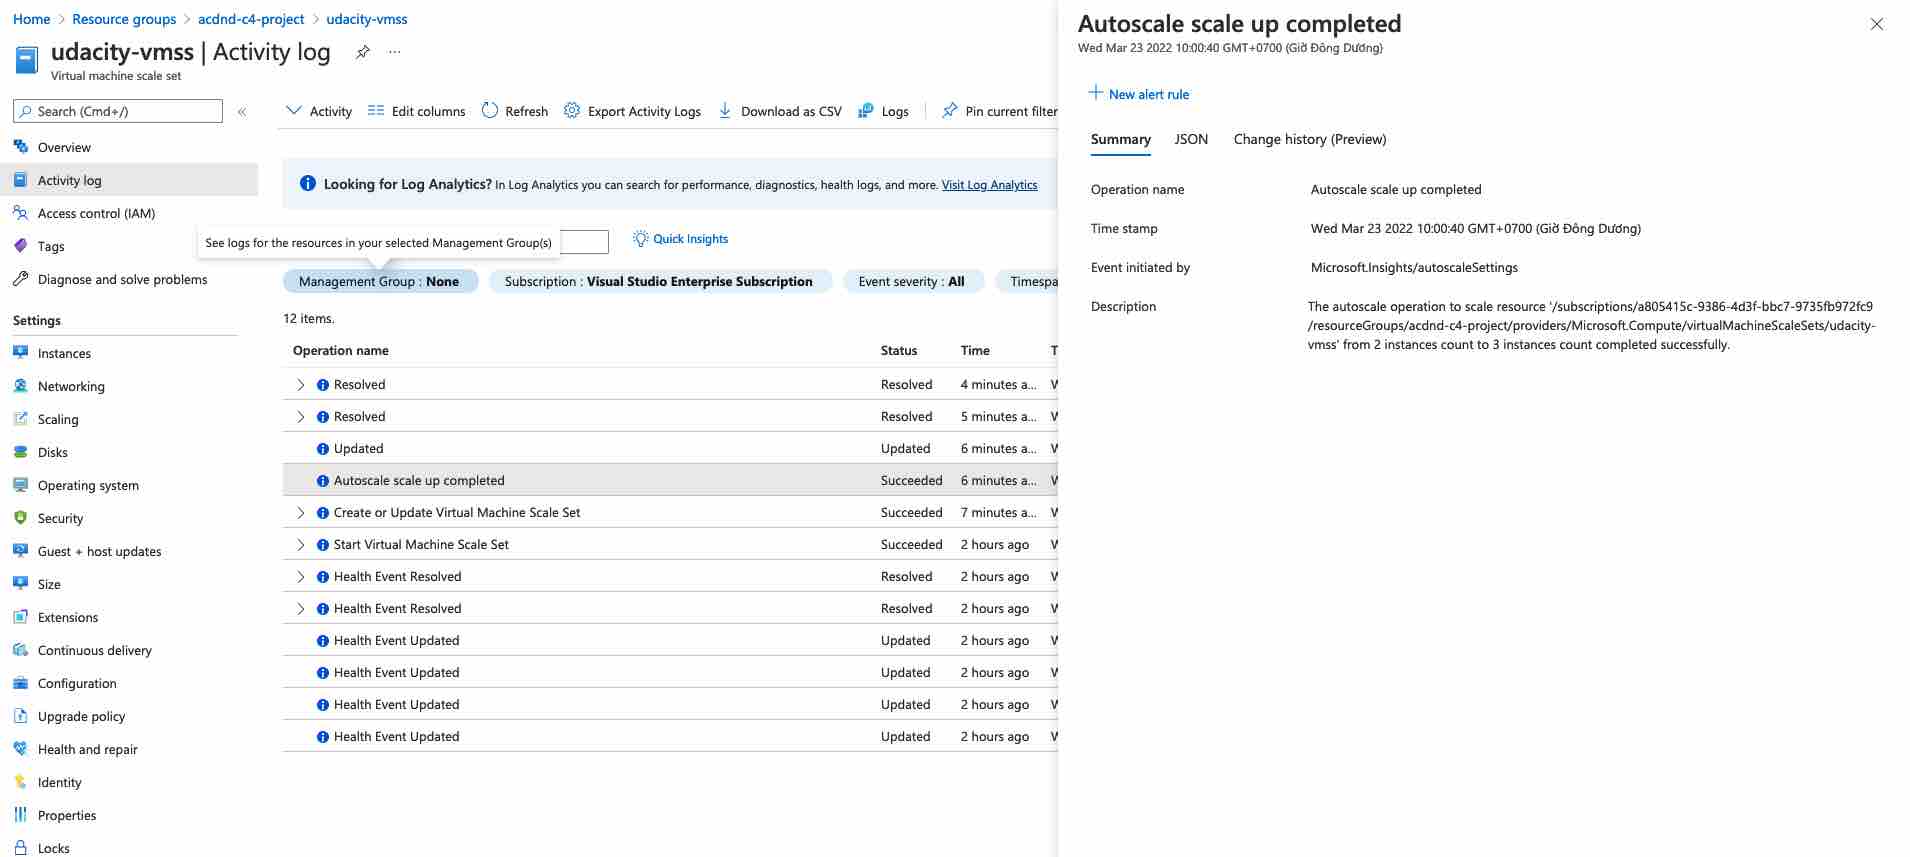 Home > Resource groups > acdnd-c4-project > udacity-vmss
udacity-vmss | Activity log
...
Virtual machine scale set
Search (Cmd+/)
«
Overview
Activity log
Access control (IAM)
Tags
Diagnose and solve problems
Settings
Instances
Networking
Scaling
Disks
Operating system
Security
Guest + host updates
Size
Extensions
Continuous delivery
Configuration
Upgrade policy
Health and repair
Identity
Properties
Locks
Activity Edit columns Refresh Export Activity Logs Download as CSV Logs Pin current filter
Looking for Log Analytics? In Log Analytics you can search for performance, diagnostics, health logs, and more. Visit Log Analytics
See logs for the resources in your selected Management Group(s)
Quick Insights
Management Group : None Subscription : Visual Studio Enterprise Subscription Event severity : All Timespa
12 items.
Operation name Status Time T
Resolved Resolved 4 minutes a... W
Resolved Resolved 5 minutes a... W
Updated Updated 6 minutes a... W
Autoscale scale up completed Succeeded 6 minutes a... W
Create or Update Virtual Machine Scale Set Succeeded 7 minutes a... W
Start Virtual Machine Scale Set Succeeded 2 hours ago W
Health Event Resolved Resolved 2 hours ago W
Health Event Resolved Resolved 2 hours ago W
Health Event Updated Updated 2 hours ago W
Health Event Updated Updated 2 hours ago W
Health Event Updated Updated 2 hours ago W
Health Event Updated Updated 2 hours ago W
Autoscale scale up completed
Wed Mar 23 2022 10:00:40 GMT+0700 (Giờ Đông Dương)
New alert rule
Summary JSON Change history (Preview)
Operation name Autoscale scale up completed
Time stamp Wed Mar 23 2022 10:00:40 GMT+0700 (Giờ Đông Dương)
Event initiated by Microsoft.Insights/autoscaleSettings
Description The autoscale operation to scale resource '/subscriptions/a805415c-9386-4d3f-bbc7-9735fb972fc9
/resourceGroups/acdnd-c4-project/providers/Microsoft.Compute/virtualMachineScaleSets/udacity-
vmss' from 2 instances count to 3 instances count completed successfully.